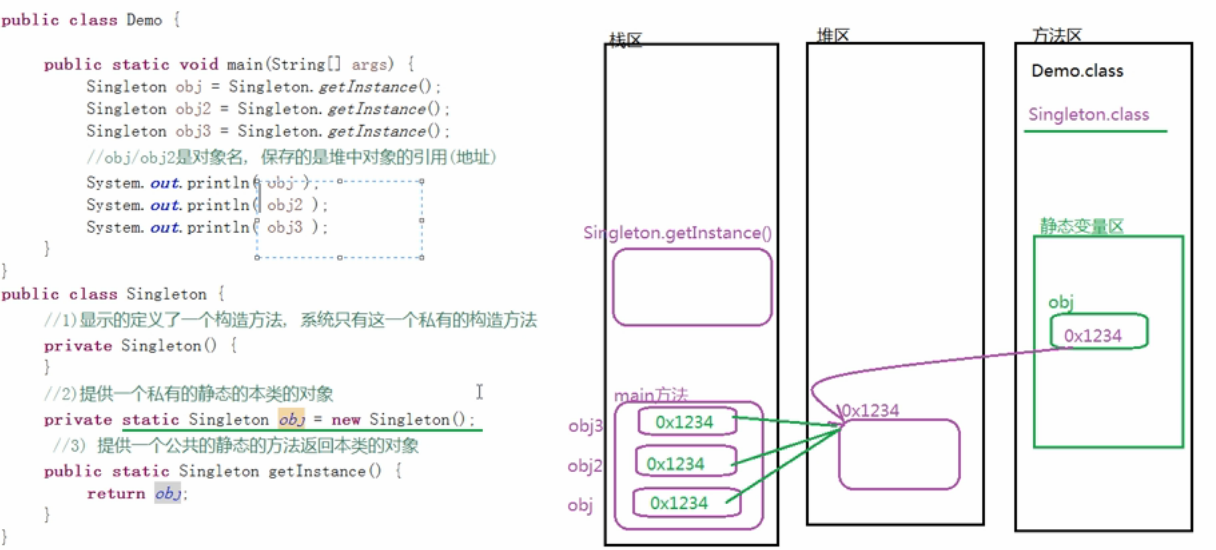 public class Demo {
public static void main(String[] args) {
Singleton obj = Singleton.getInstance();
Singleton obj2 = Singleton.getInstance();
Singleton obj3 = Singleton.getInstance();
//obj/obj2是对象名, 保存的是堆中对象的引用(地址)
System.out.println( obj );
System.out.println( obj2 );
System.out.println( obj3 );
}
}
public class Singleton {
//1)显示的定义了一个构造方法, 系统只有这一个私有的构造方法
private Singleton() {
}
//2)提供一个私有的静态的本类的对象
private static Singleton obj = new Singleton();
//3) 提供一个公共的静态的方法返回本类的对象
public static Singleton getInstance() {
return obj;
}
}
栈区
Singleton.getInstance()
main方法
obj3
0x1234
obj2
0x1234
obj
0x1234
堆区
0x1234
方法区
Demo.class
Singleton.class
静态变量区
obj
0x1234